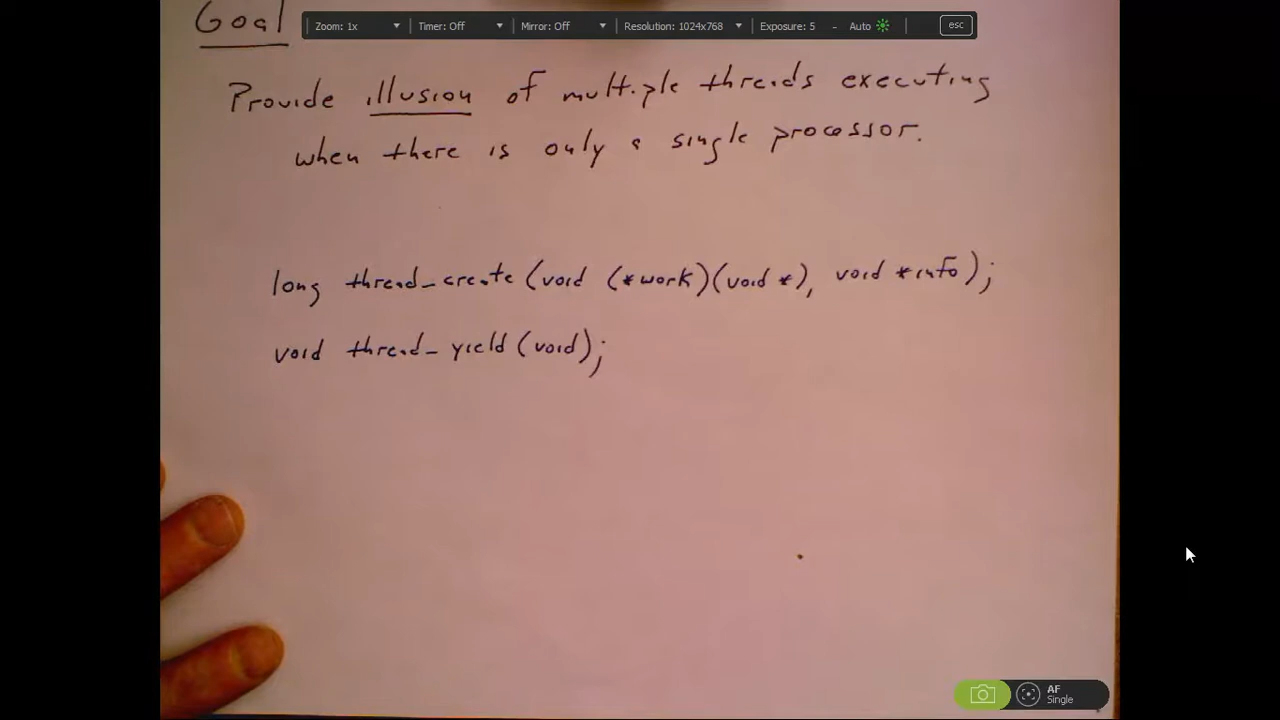 Goal
Zoom: 1x Timer: Off Mirror: Off Resolution: 1024x768 Exposure: 5 - Auto esc
Provide illusion of multiple threads executing
when there is only a single processor.
long thread_create (void (*work)(void *), void *info);
void thread_yield (void);
AF
Single